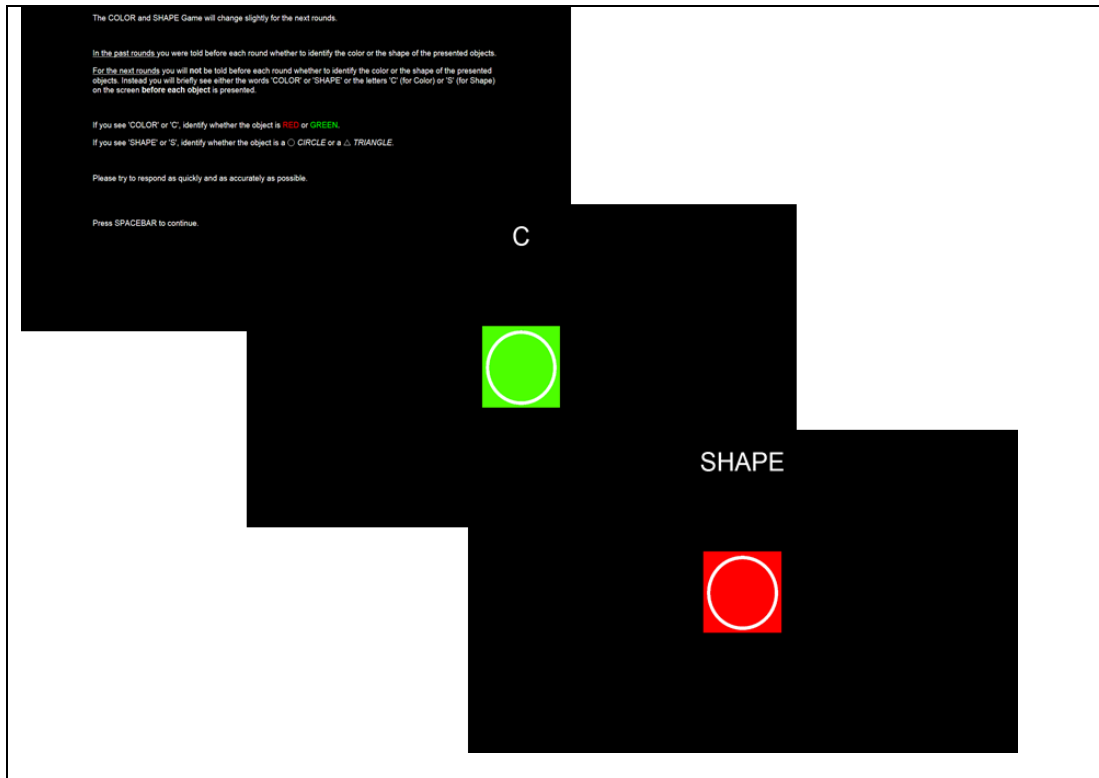 The COLOR and SHAPE Game will change slightly for the next rounds.
In the past rounds you were told before each round whether to identify the color or the shape of the presented objects.
For the next rounds you will not be told before each round whether to identify the color or the shape of the presented
objects. Instead you will briefly see either the words 'COLOR' or 'SHAPE' or the letters 'C' (for Color) or 'S' (for Shape)
on the screen before each object is presented.
If you see 'COLOR' or 'C', identify whether the object is RED or GREEN.
If you see 'SHAPE' or 'S', identify whether the object is a ○ CIRCLE or a △ TRIANGLE.
Please try to respond as quickly and as accurately as possible.
Press SPACEBAR to continue.
C
SHAPE